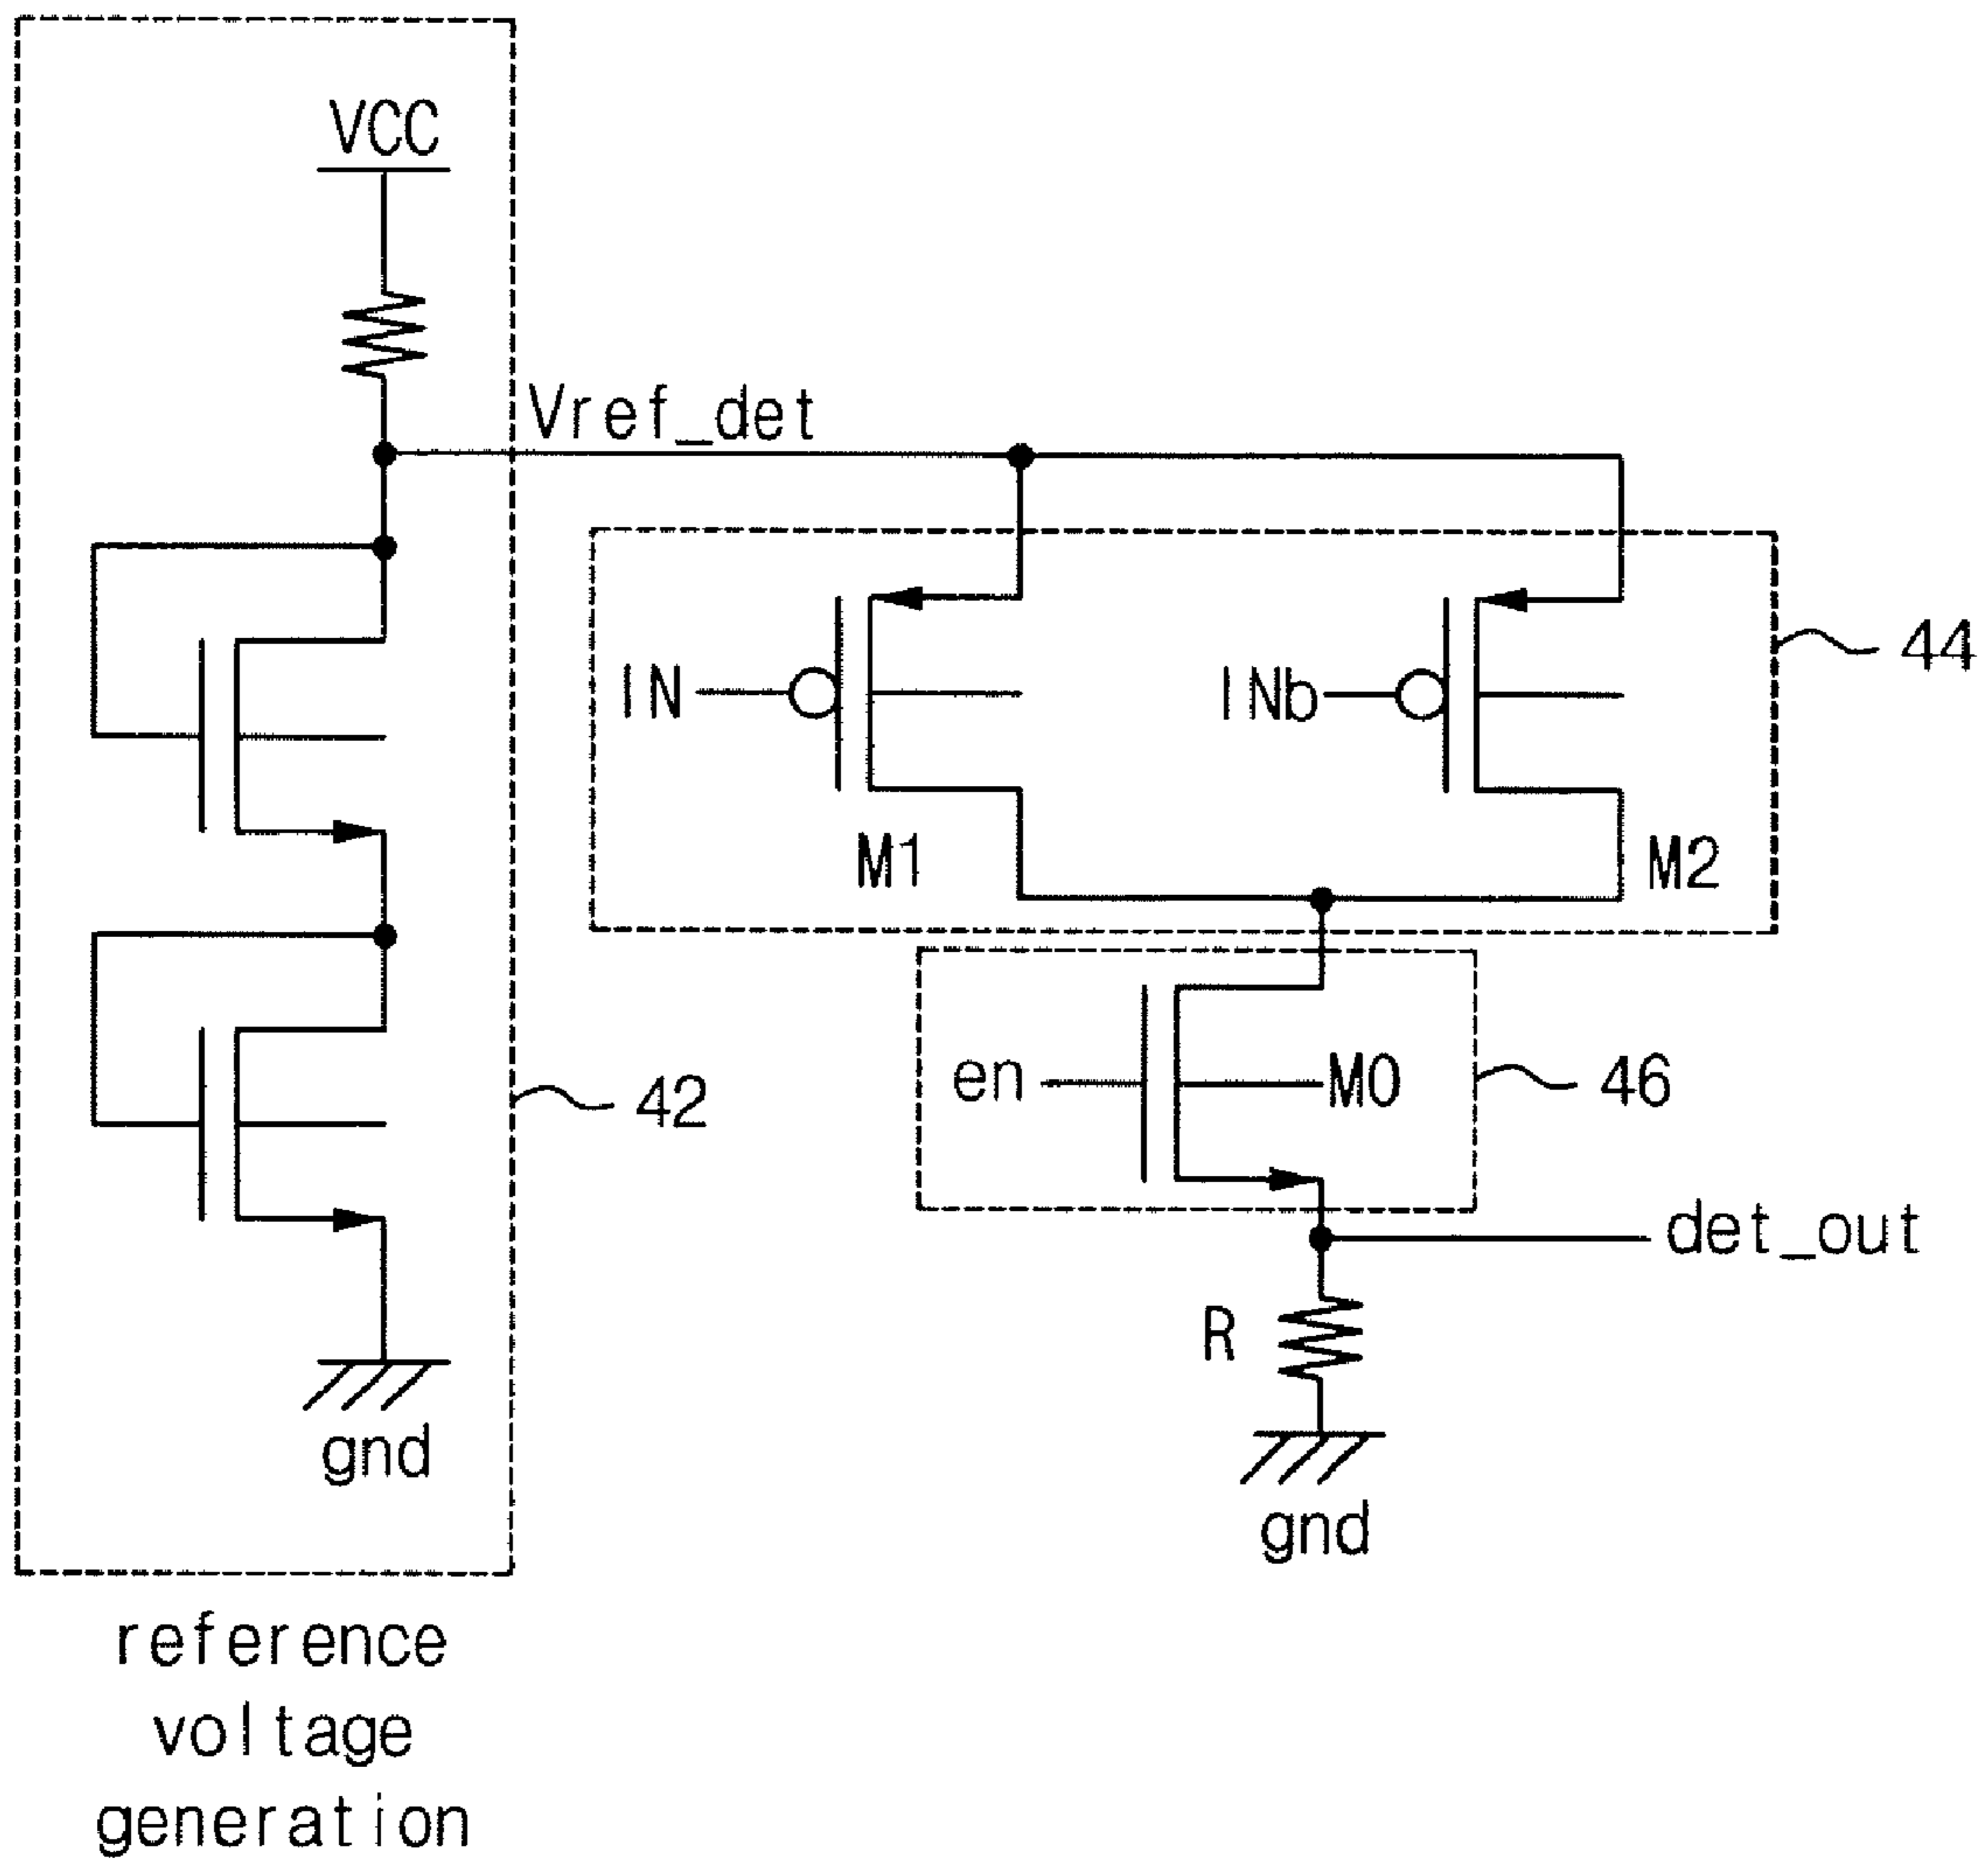 VCC
Vref_det
IN
INb
44
M1
M2
en
M0
46
42
det_out
R
gnd
gnd
reference
voltage
generation